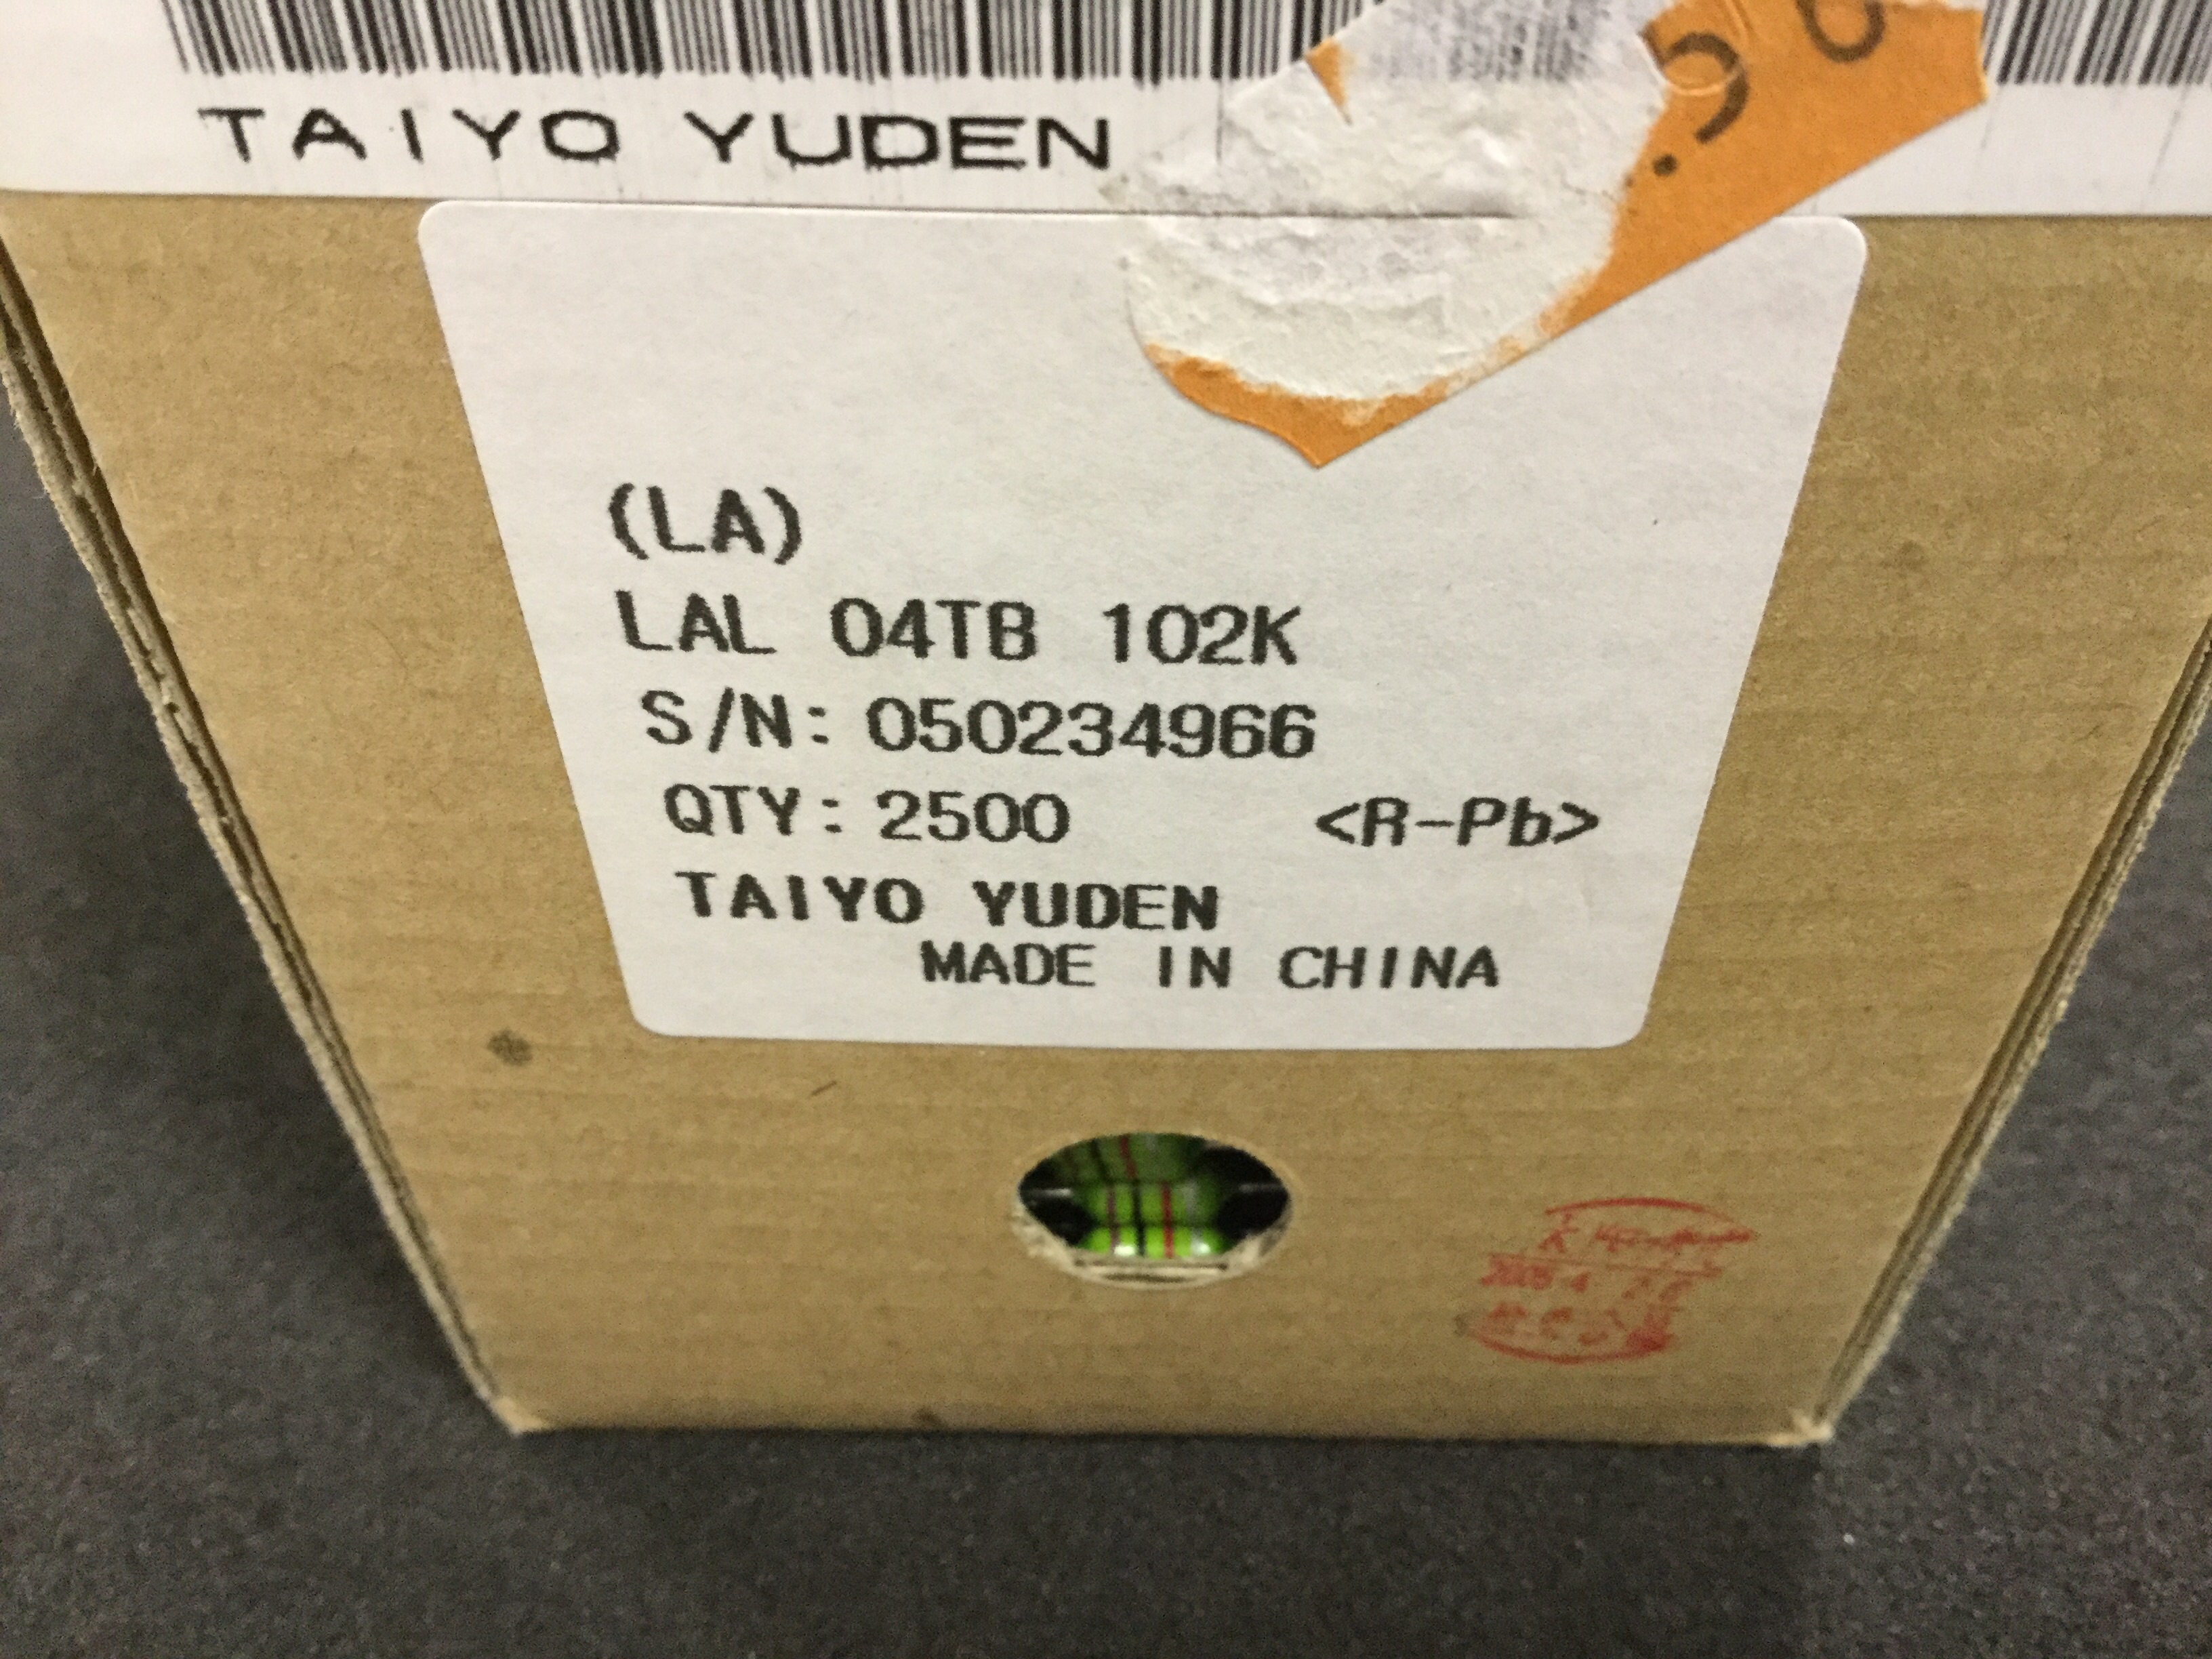 TAIYO YUDEN
(LA)
LAL 04TB 102K
S/N: 050234966
QTY: 2500 <R-Pb>
TAIYO YUDEN
MADE IN CHINA